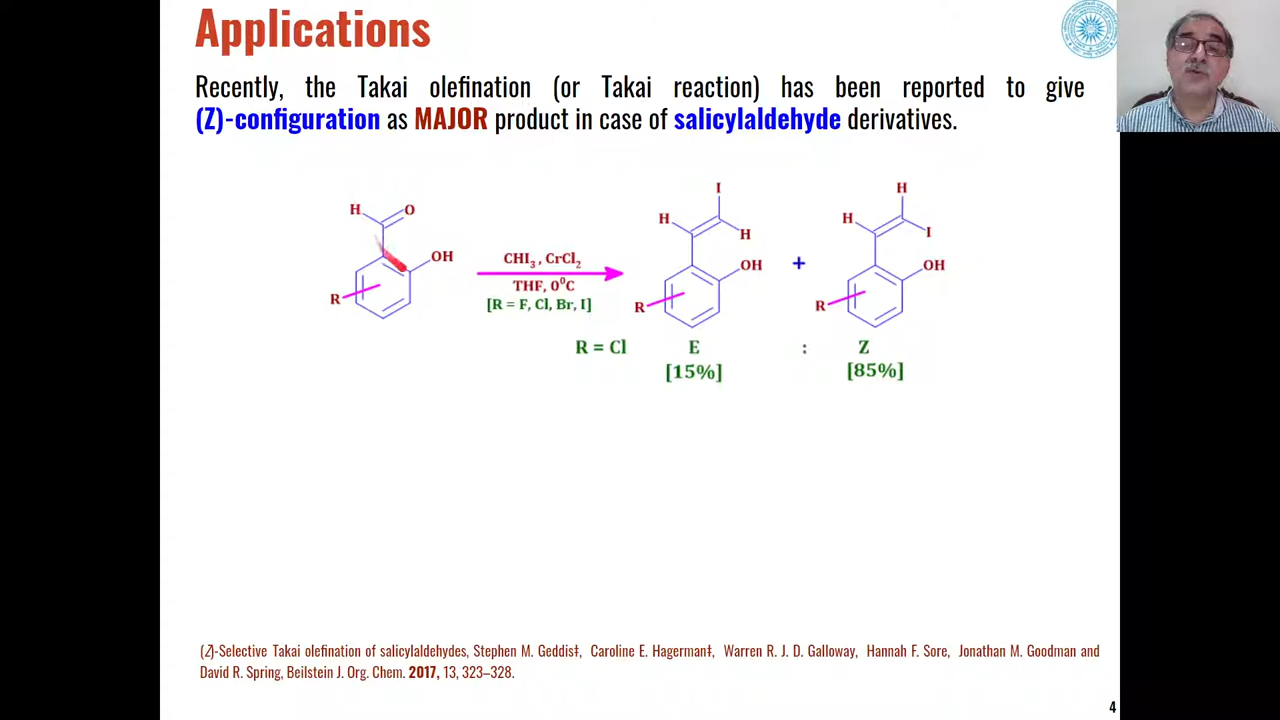 Applications
Recently, the Takai olefination (or Takai reaction) has been reported to give
(Z)-configuration as MAJOR product in case of salicylaldehyde derivatives.
H O
OH
R
CHI3 , CrCl2
THF, 0⁰C
[R = F, Cl, Br, I]
I
H
H
OH
R
+
H
H
I
OH
R
R = Cl E : Z
[15%] [85%]
(Z)-Selective Takai olefination of salicylaldehydes, Stephen M. Geddis‡, Caroline E. Hagerman‡, Warren R. J. D. Galloway, Hannah F. Sore, Jonathan M. Goodman and
David R. Spring, Beilstein J. Org. Chem. 2017, 13, 323–328.
4